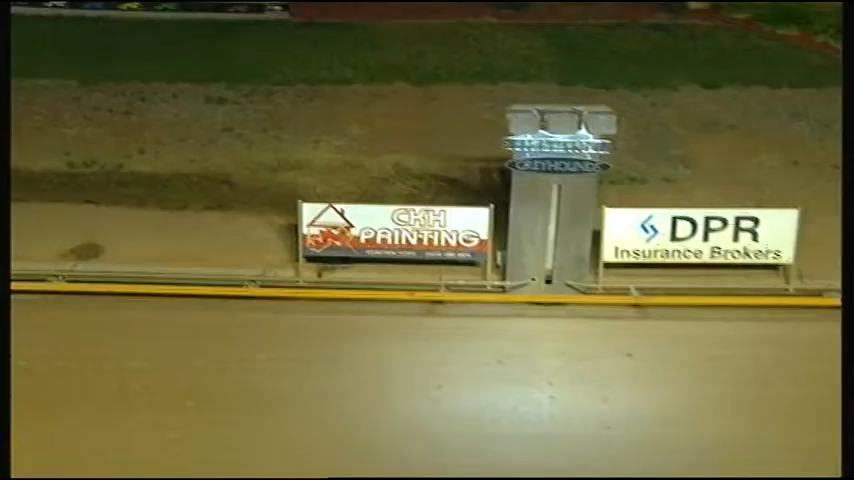 GREYHOUNDS
CKH
PAINTING
DPR
Insurance Brokers